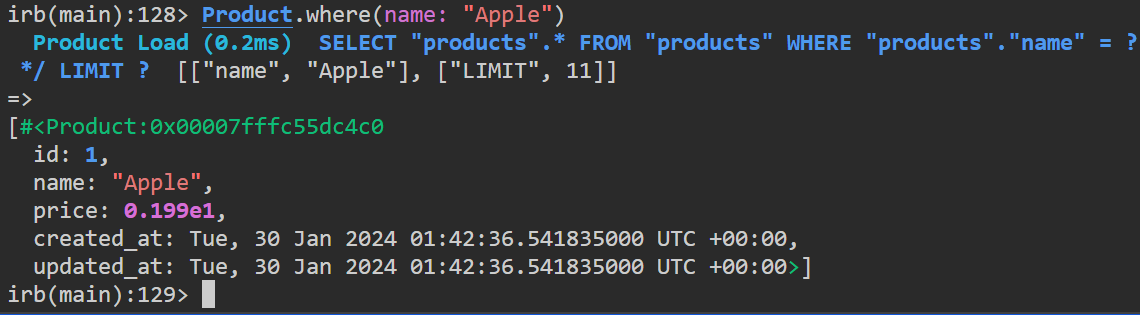 irb(main):128> Product.where(name: "Apple")
  Product Load (0.2ms)  SELECT "products".* FROM "products" WHERE "products"."name" = ?
 */ LIMIT ?  [["name", "Apple"], ["LIMIT", 11]]
=>
[#<Product:0x00007fffc55dc4c0
  id: 1,
  name: "Apple",
  price: 0.199e1,
  created_at: Tue, 30 Jan 2024 01:42:36.541835000 UTC +00:00,
  updated_at: Tue, 30 Jan 2024 01:42:36.541835000 UTC +00:00>]
irb(main):129>